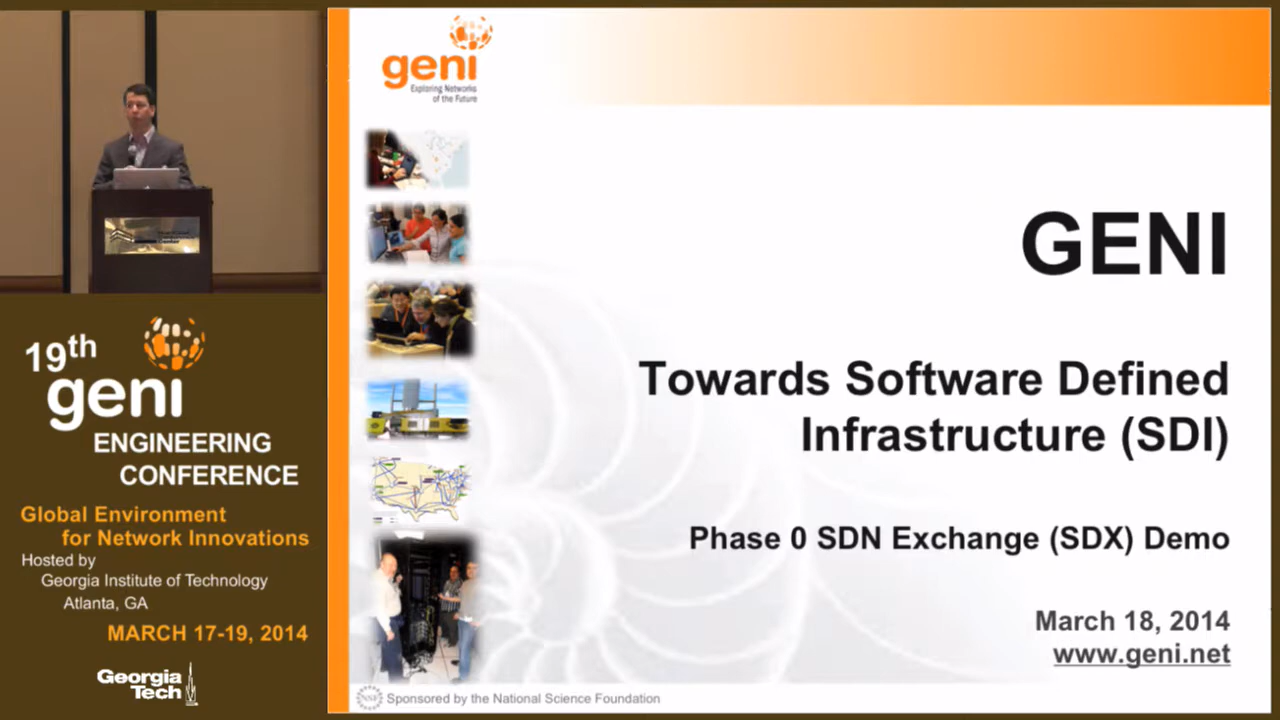 19th
geni
ENGINEERING
CONFERENCE
Global Environment
for Network Innovations
Hosted by
Georgia Institute of Technology
Atlanta, GA
MARCH 17-19, 2014
Georgia
Tech
geni
Exploring Networks
of the Future
GENI
Towards Software Defined
Infrastructure (SDI)
Phase 0 SDN Exchange (SDX) Demo
March 18, 2014
www.geni.net
NSF
Sponsored by the National Science Foundation